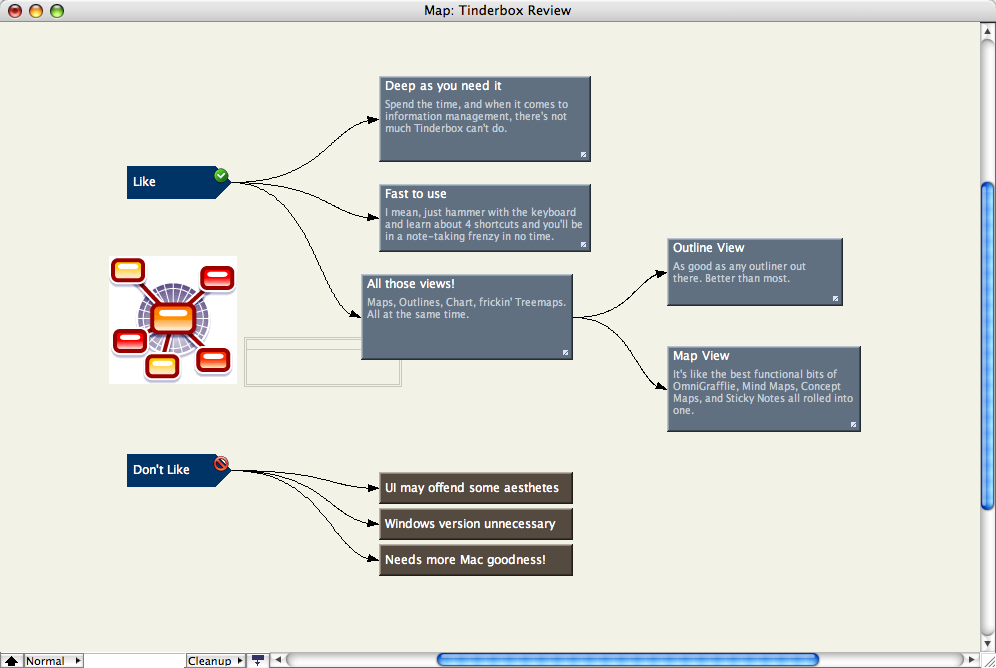 Map: Tinderbox Review
Deep as you need it
Spend the time, and when it comes to
information management, there's not
much Tinderbox can't do.
Like
Fast to use
I mean, just hammer with the keyboard
and learn about 4 shortcuts and you'll be
in a note-taking frenzy in no time.
All those views!
Maps, Outlines, Chart, frickin' Treemaps.
All at the same time.
Outline View
As good as any outliner out
there. Better than most.
Map View
It's like the best functional bits of
OmniGrafflie, Mind Maps, Concept
Maps, and Sticky Notes all rolled into
one.
Don't Like
UI may offend some aesthetes
Windows version unnecessary
Needs more Mac goodness!
Normal
Cleanup